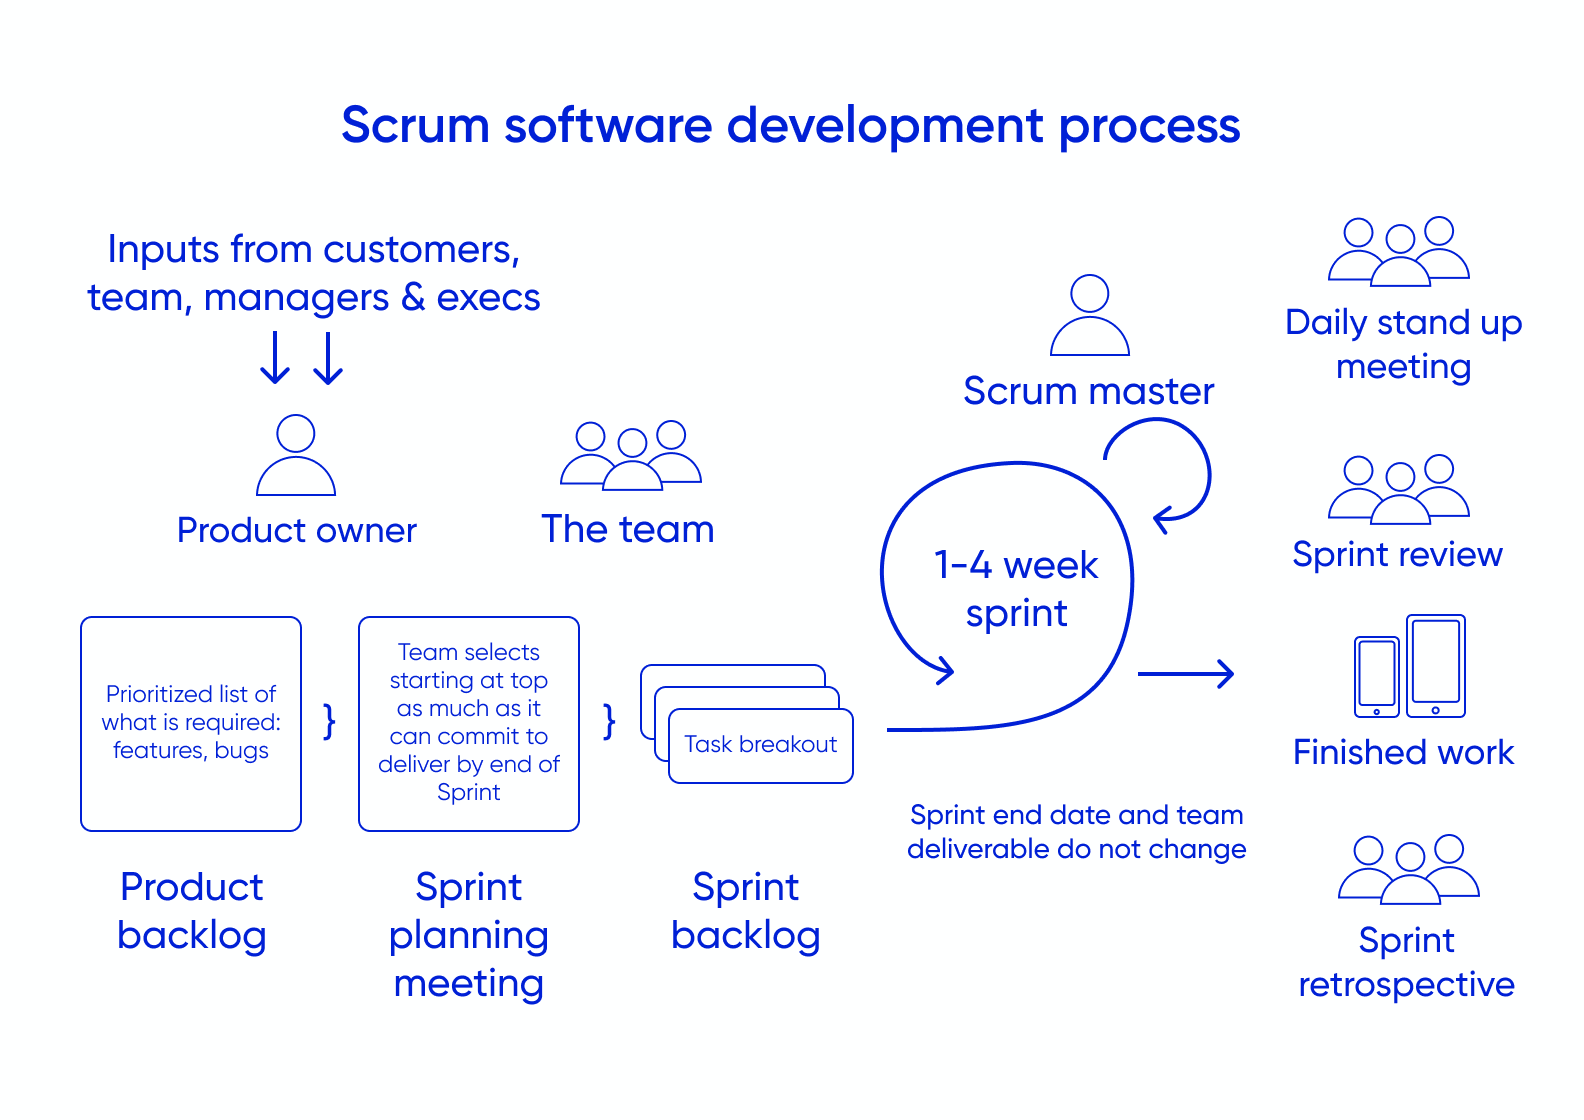 Scrum software development process
Inputs from customers,
team, managers & execs
Product owner
The team
Prioritized list of
what is required:
features, bugs
}
Team selects
starting at top
as much as it
can commit to
deliver by end of
Sprint
}
Task breakout
Product
backlog
Sprint
planning
meeting
Sprint
backlog
Scrum master
1-4 week
sprint
Sprint end date and team
deliverable do not change
Daily stand up
meeting
Sprint review
Finished work
Sprint
retrospective